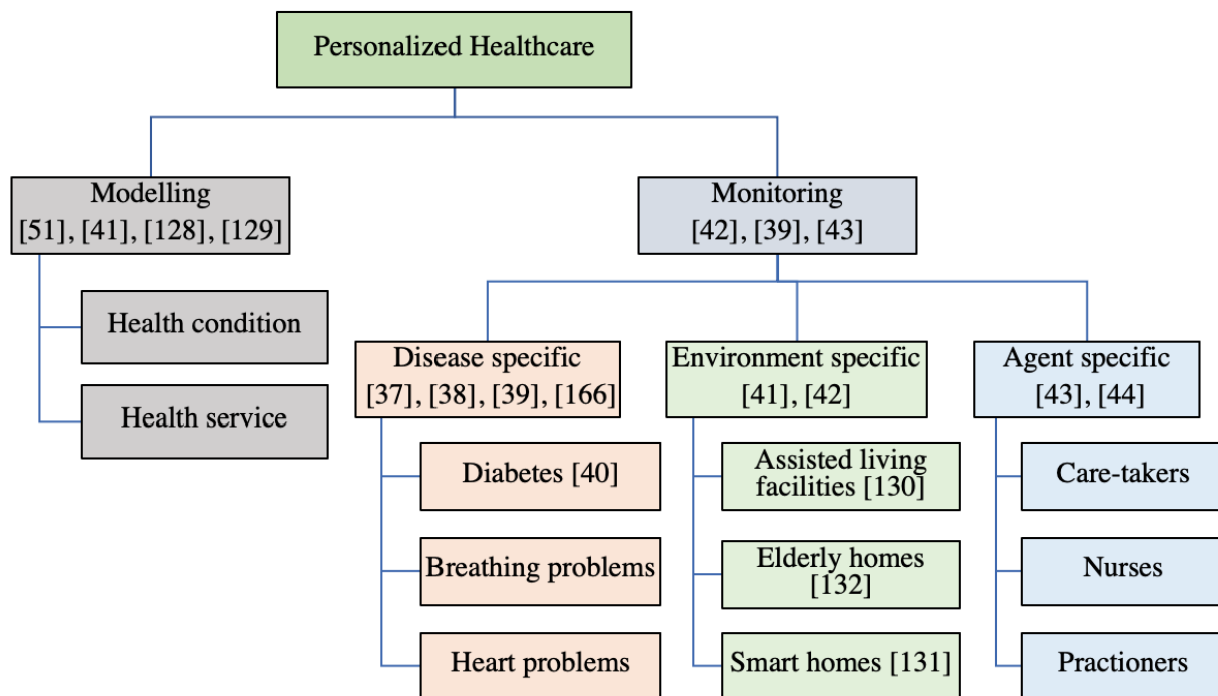 Personalized Healthcare
Modelling
[51], [41], [128], [129]
Monitoring
[42], [39], [43]
Health condition
Health service
Disease specific
[37], [38], [39], [166]
Environment specific
[41], [42]
Agent specific
[43], [44]
Diabetes [40]
Breathing problems
Heart problems
Assisted living
facilities [130]
Elderly homes
[132]
Smart homes [131]
Care-takers
Nurses
Practioners